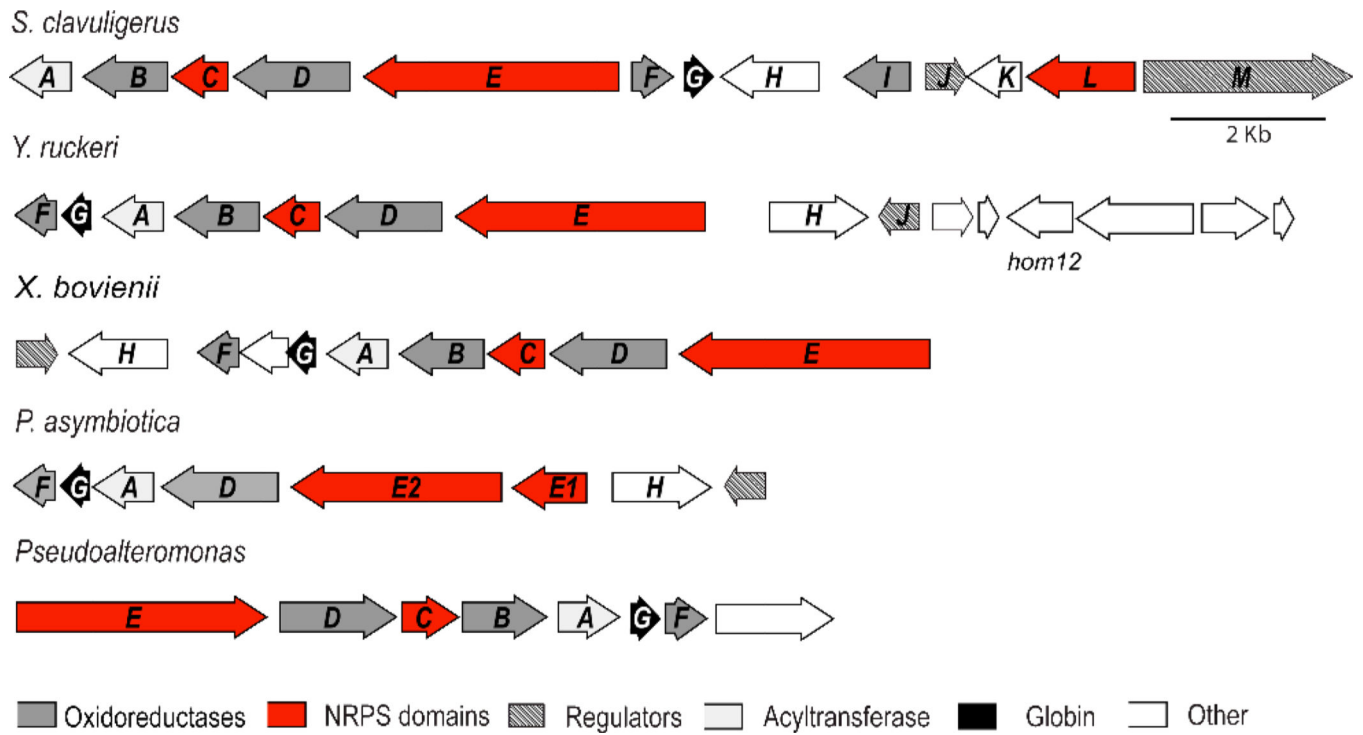 S. clavuligerus
A B C D E F G H I J K L M
2 Kb
Y. ruckeri
F G A B C D E H J
hom12
X. bovienii
H F G A B C D E
P. asymbiotica
F G A D E2 E1 H
Pseudoalteromonas
E D C B A G F
Oxidoreductases NRPS domains Regulators Acyltransferase Globin Other